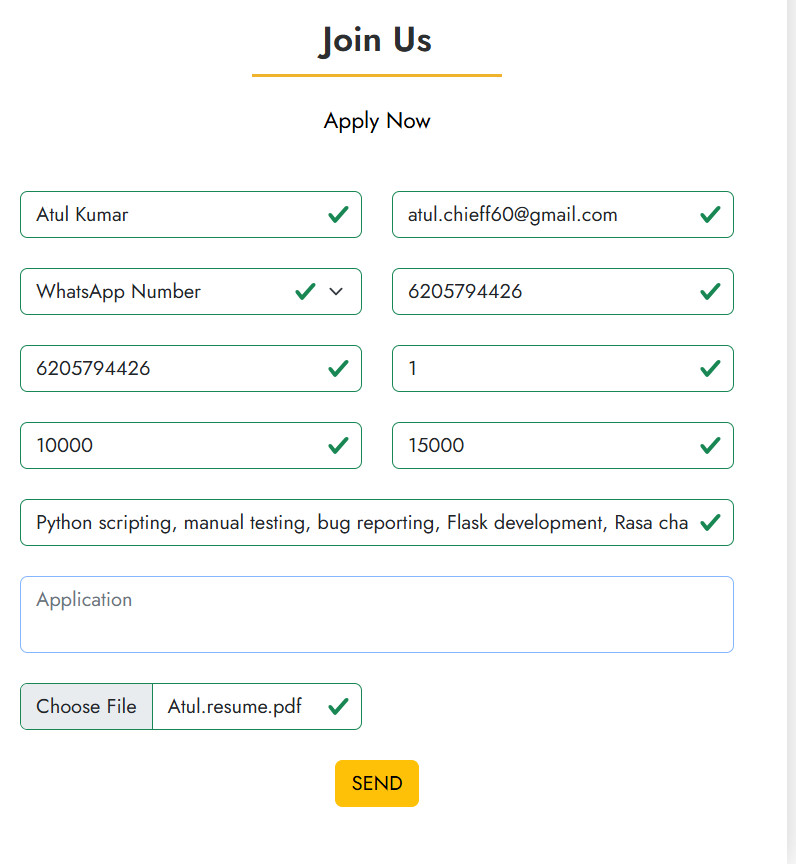 Join Us
Apply Now
Atul Kumar
atul.chieff60@gmail.com
WhatsApp Number
6205794426
6205794426
1
10000
15000
Python scripting, manual testing, bug reporting, Flask development, Rasa cha
Application
Choose File
Atul.resume.pdf
SEND